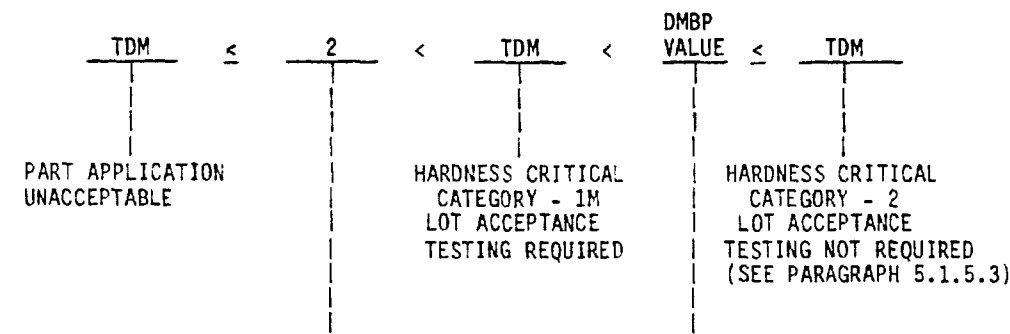 DMBP
TDM ≤ 2 < TDM < VALUE ≤ TDM
PART APPLICATION
UNACCEPTABLE
HARDNESS CRITICAL
CATEGORY - 1M
LOT ACCEPTANCE
TESTING REQUIRED
HARDNESS CRITICAL
CATEGORY - 2
LOT ACCEPTANCE
TESTING NOT REQUIRED
(SEE PARAGRAPH 5.1.5.3)